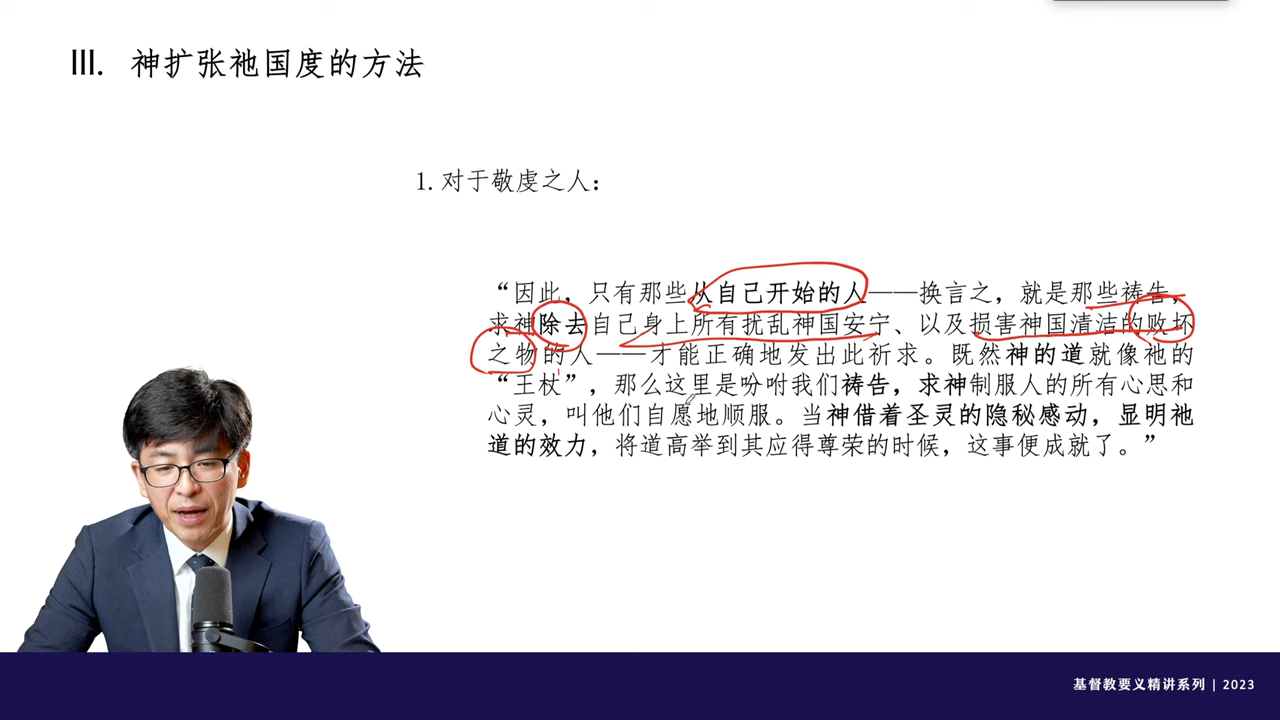 III. 神扩张祂国度的方法
1. 对于敬虔之人：
“因此，只有那些从自己开始的人——换言之，就是那些祷告，
求神除去自己身上所有扰乱神国安宁、以及损害神国清洁的败坏
之物的人——才能正确地发出此祈求。既然神的道就像祂的
“王杖”，那么这里是吩咐我们祷告，求神制服人的所有心思和
心灵，叫他们自愿地顺服。当神借着圣灵的隐秘感动，显明祂
道的效力，将道高举到其应得尊荣的时候，这事便成就了。”
基督教要义精讲系列 | 2023